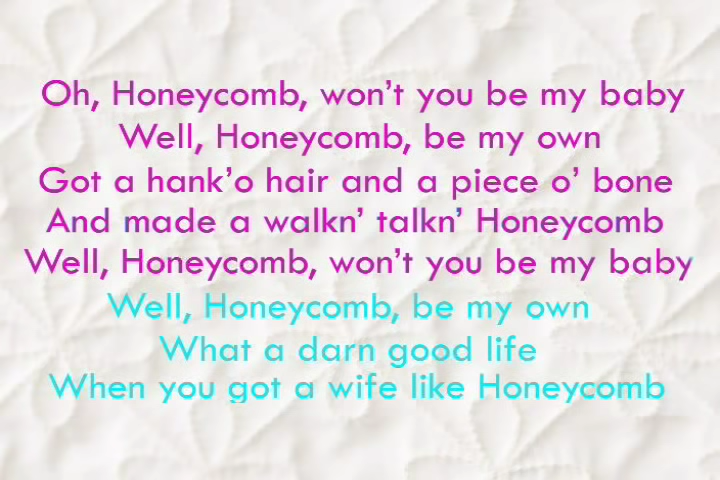 Oh, Honeycomb, won't you be my baby
Well, Honeycomb, be my own
Got a hank'o hair and a piece o' bone
And made a walkn' talkn' Honeycomb
Well, Honeycomb, won't you be my baby
Well, Honeycomb, be my own
What a darn good life
When you got a wife like Honeycomb